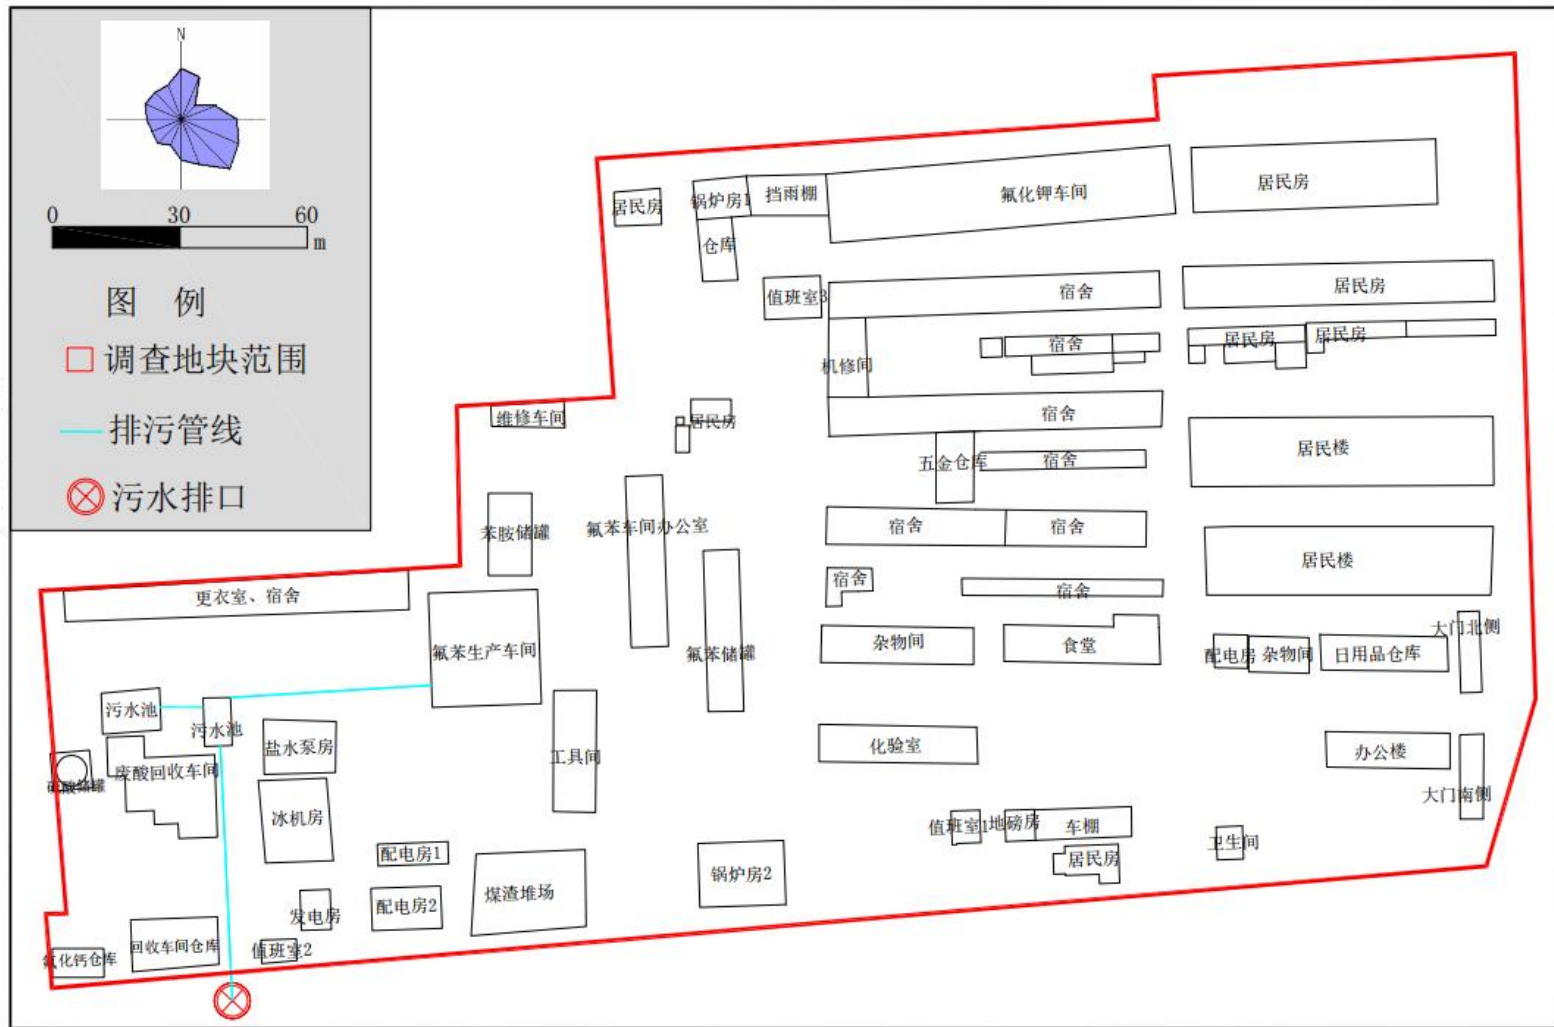 N
0 30 60
m
图 例
调查地块范围
排污管线
污水排口
居民房
锅炉房1
挡雨棚
氟化钾车间
居民房
仓库
值班室3
宿舍
居民房
机修间
宿舍
居民房
居民房
维修车间
居民房
宿舍
五金仓库
宿舍
居民楼
苯胺储罐
氟苯车间办公室
宿舍
宿舍
居民楼
更衣室、宿舍
宿舍
宿舍
氟苯生产车间
氟苯储罐
杂物间
食堂
配电房
杂物间
日用品仓库
大门北侧
污水池
污水池
盐水泵房
工具间
化验室
办公楼
大门南侧
废酸回收车间
冰机房
值班室1
地磅房
车棚
居民房
卫生间
配电房1
配电房2
煤渣堆场
锅炉房2
发电房
回收车间仓库
值班室2
氟化钙仓库